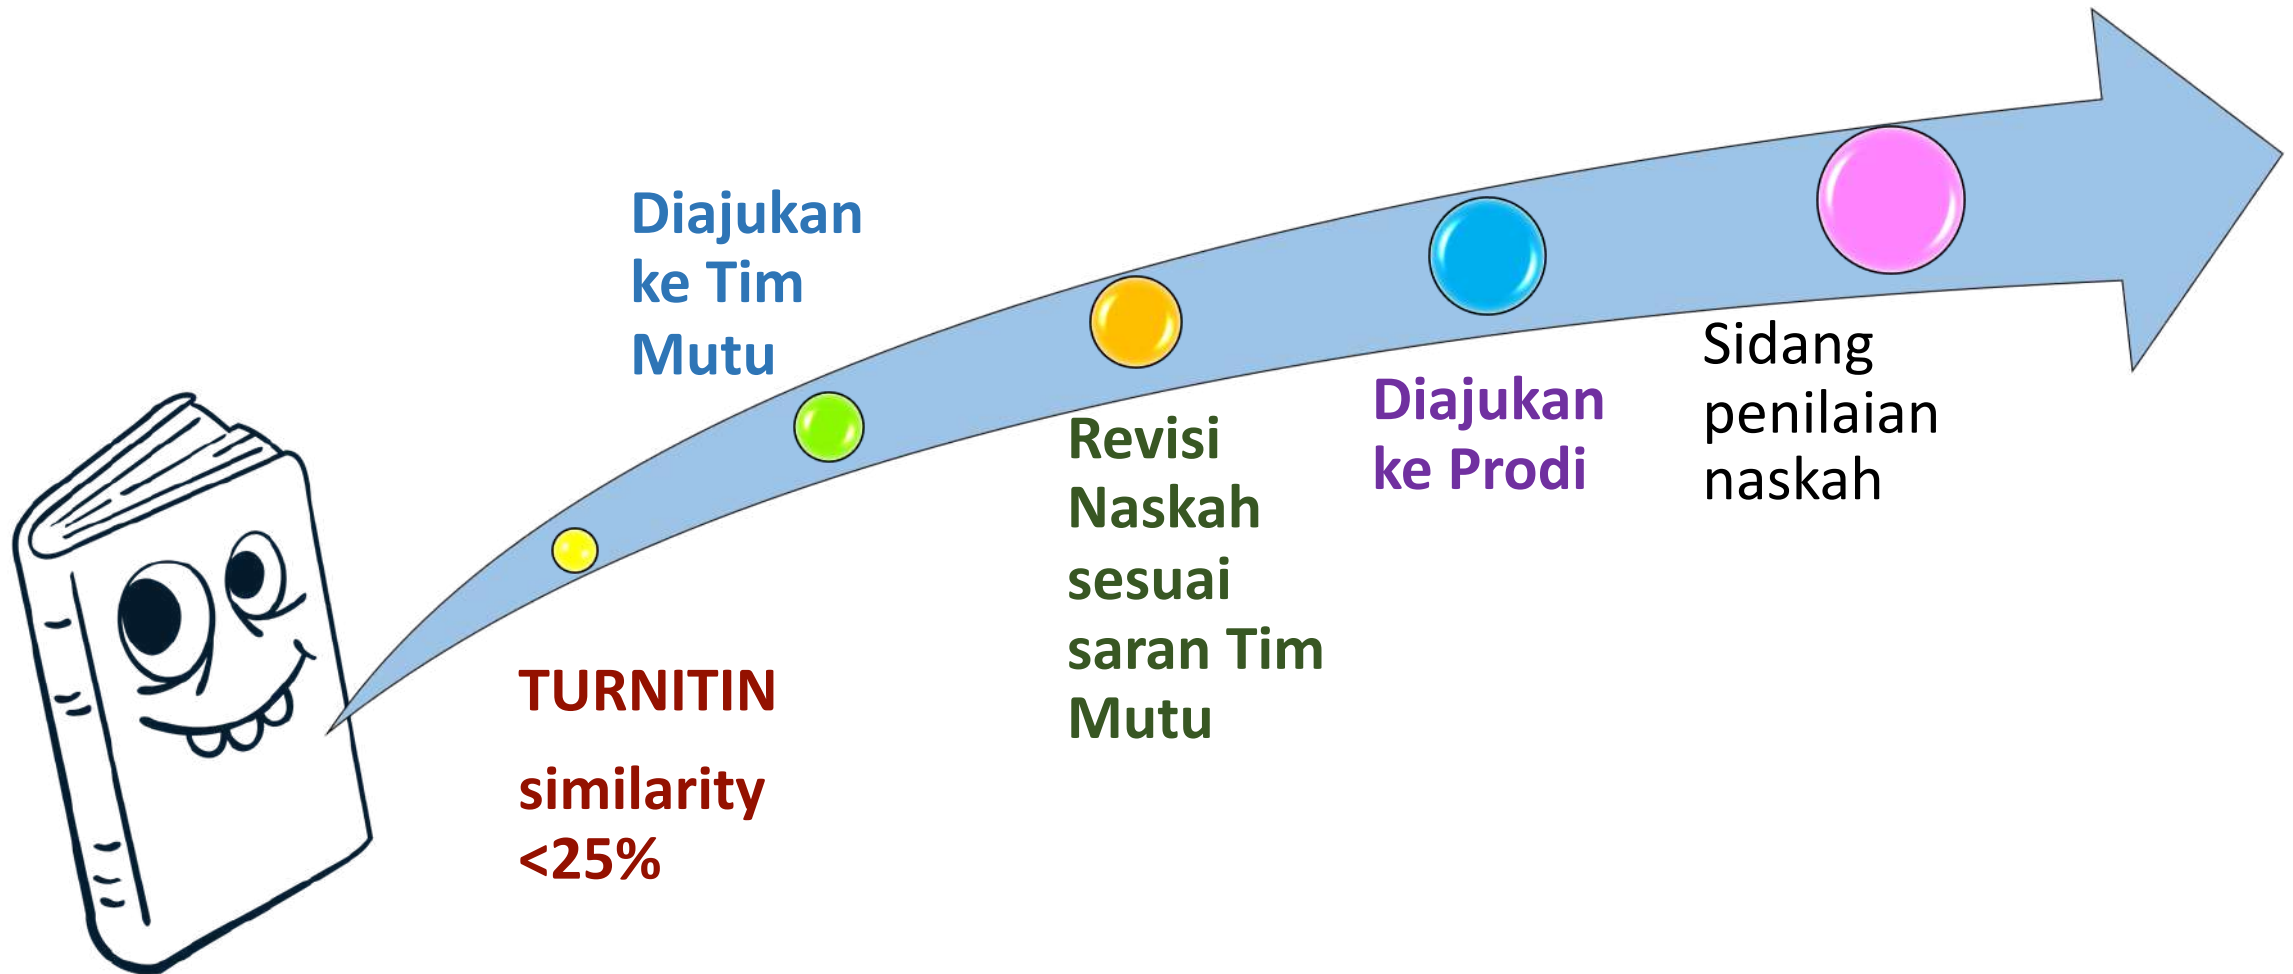 TURNITIN
similarity
<25%
Diajukan
ke Tim
Mutu
Revisi
Naskah
sesuai
saran Tim
Mutu
Diajukan
ke Prodi
Sidang
penilaian
naskah